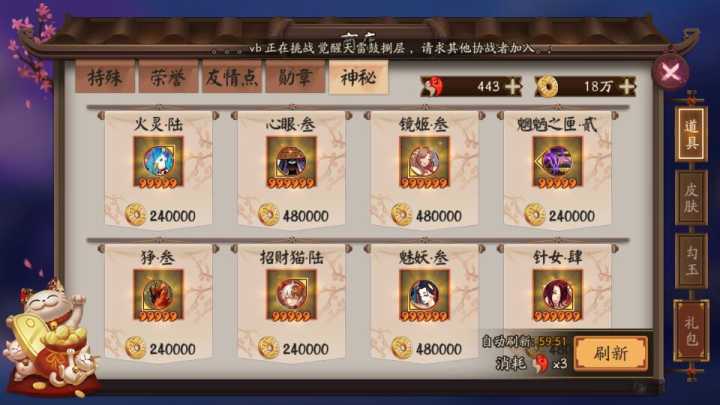 商店
。。。vb 正在挑战 觉醒天雷鼓捌层，请求其他协战者加入。。
特殊 荣誉 友情点 勋章 神秘
443 18万
火灵·陆 心眼·叁 镜姬·叁 魍魉之匣·贰
240000 480000 480000 240000
狰·叁 招财猫·陆 魅妖·叁 针女·肆
240000 240000 480000
自动刷新:59:51
消耗 x3
刷新
道具
皮肤
勾玉
礼包